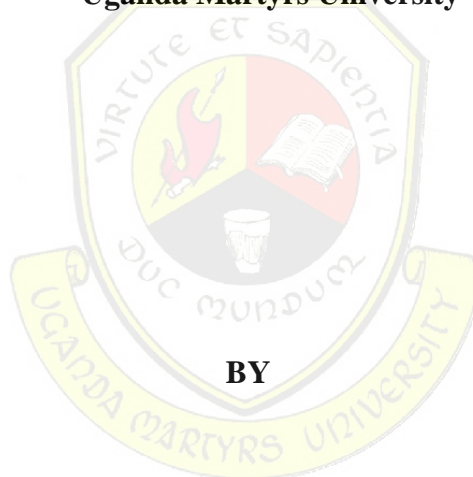 Uganda Martyrs University
VIRTUTE ET SAPIENTIA
DUC MUNDUM
BY
UGANDA MARTYRS UNIVERSITY